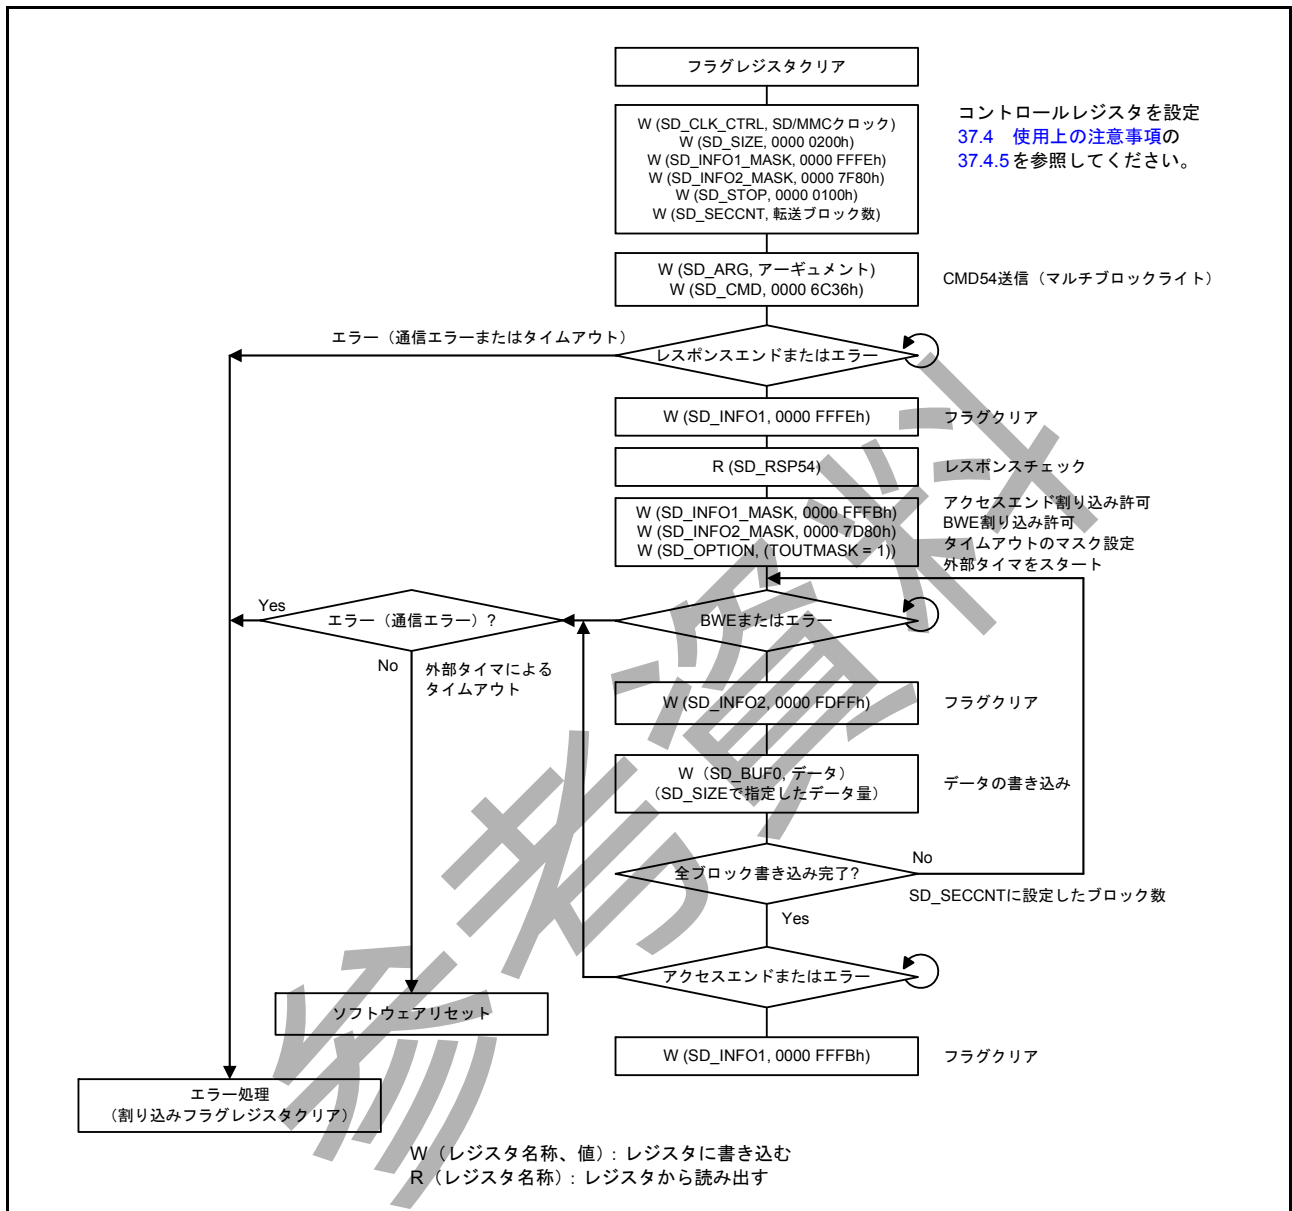 フラグレジスタクリア
W (SD_CLK_CTRL, SD/MMCクロック)
W (SD_SIZE, 0000 0200h)
W (SD_INFO1_MASK, 0000 FFFEh)
W (SD_INFO2_MASK, 0000 7F80h)
W (SD_STOP, 0000 0100h)
W (SD_SECCNT, 転送ブロック数)
コントロールレジスタを設定
37.4 使用上の注意事項の
37.4.5を参照してください。
W (SD_ARG, アーギュメント)
W (SD_CMD, 0000 6C36h)
CMD54送信（マルチブロックライト）
エラー（通信エラーまたはタイムアウト）
レスポンスエンドまたはエラー
W (SD_INFO1, 0000 FFFEh)
フラグクリア
R (SD_RSP54)
レスポンスチェック
W (SD_INFO1_MASK, 0000 FFFBh)
W (SD_INFO2_MASK, 0000 7D80h)
W (SD_OPTION, (TOUTMASK = 1))
アクセスエンド割り込み許可
BWE割り込み許可
タイムアウトのマスク設定
外部タイマをスタート
Yes
エラー（通信エラー）?
BWEまたはエラー
No
外部タイマによる
タイムアウト
W (SD_INFO2, 0000 FDFFh)
フラグクリア
W（SD_BUF0, データ）
（SD_SIZEで指定したデータ量）
データの書き込み
全ブロック書き込み完了?
No
SD_SECCNTに設定したブロック数
Yes
アクセスエンドまたはエラー
ソフトウェアリセット
W (SD_INFO1, 0000 FFFBh)
フラグクリア
エラー処理
（割り込みフラグレジスタクリア）
W（レジスタ名称、値）: レジスタに書き込む
R（レジスタ名称）: レジスタから読み出す
参考資料